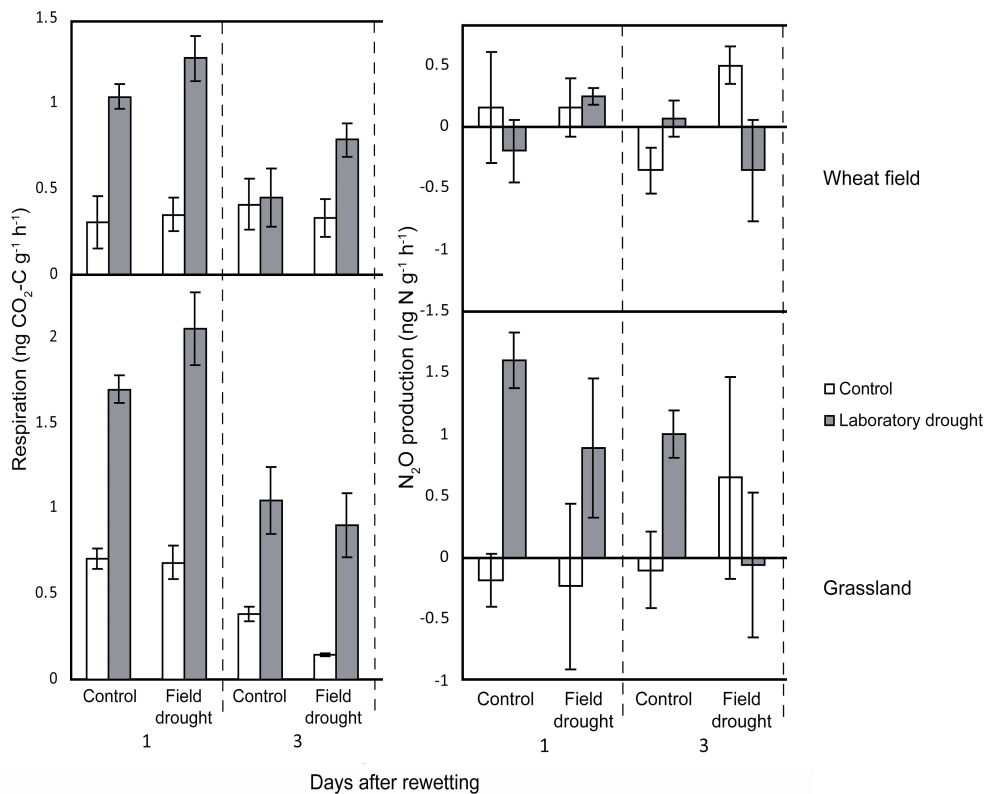 1.5
1
0.5
0
2
1.5
1
0.5
0
Respiration (ng CO₂-C g⁻¹ h⁻¹)
Control
Field drought
Control
Field drought
1
3
0.5
0
-0.5
-1
-1.5
1.5
1
0.5
0
-0.5
-1
N₂O production (ng N g⁻¹ h⁻¹)
Control
Field drought
Control
Field drought
1
3
Days after rewetting
Wheat field
Control
Laboratory drought
Grassland